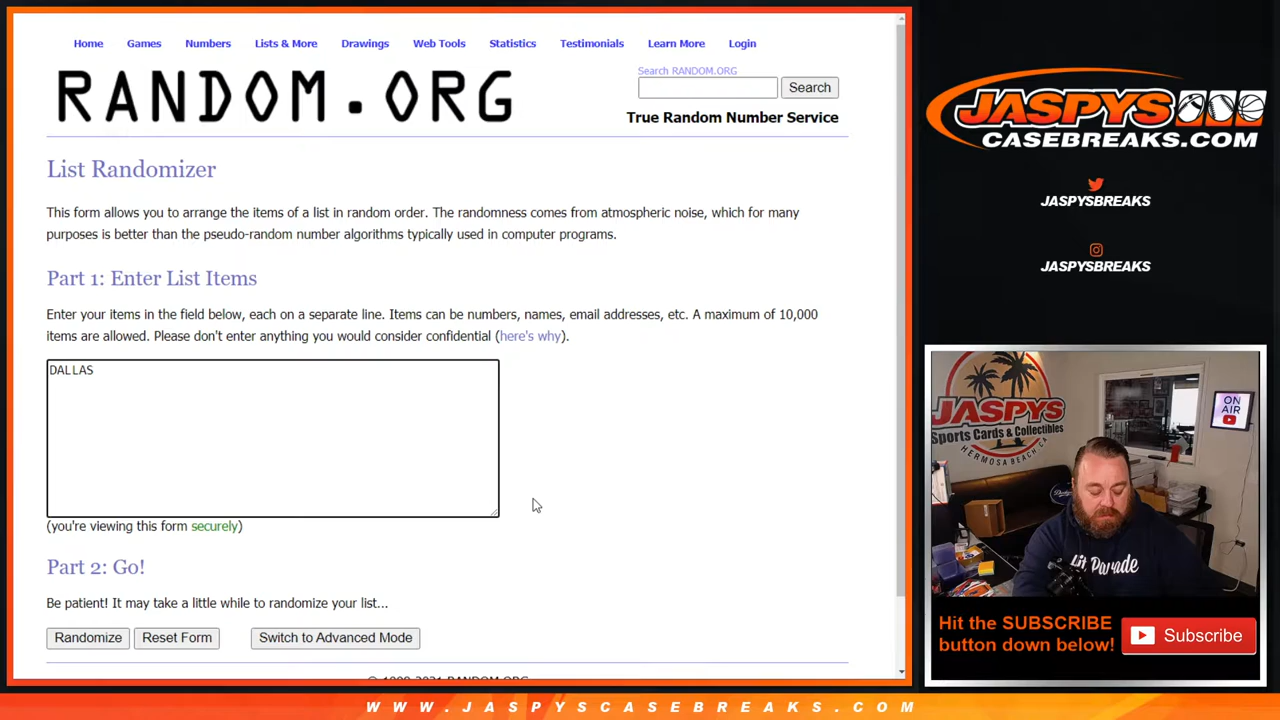 Home Games Numbers Lists & More Drawings Web Tools Statistics Testimonials Learn More Login
RANDOM.ORG
Search RANDOM.ORG
Search
True Random Number Service
List Randomizer
This form allows you to arrange the items of a list in random order. The randomness comes from atmospheric noise, which for many
purposes is better than the pseudo-random number algorithms typically used in computer programs.
Part 1: Enter List Items
Enter your items in the field below, each on a separate line. Items can be numbers, names, email addresses, etc. A maximum of 10,000
items are allowed. Please don't enter anything you would consider confidential (here's why).
DALLAS
(you're viewing this form securely)
Part 2: Go!
Be patient! It may take a little while to randomize your list...
Randomize Reset Form Switch to Advanced Mode
JASPYS
CASEBREAKS.COM
JASPYSBREAKS
JASPYSBREAKS
JASPYS
Sports Cards & Collectibles
HERMOSA BEACH, CA
ON
AIR
Lit Parade
Hit the SUBSCRIBE
button down below!
Subscribe
WWW.JASPYSCASEBREAKS.COM